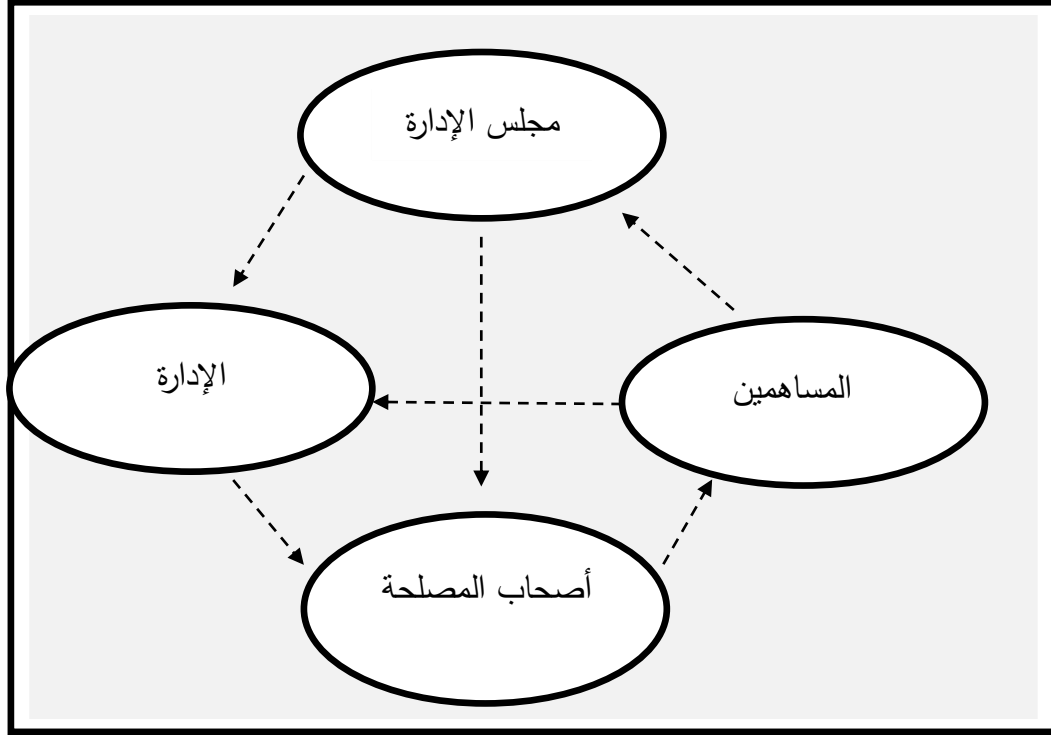 مجلس الإدارة
المساهمين
الإدارة
أصحاب المصلحة